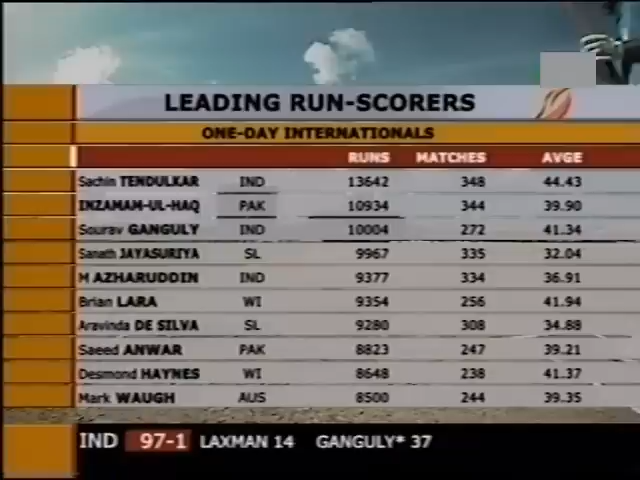 LEADING RUN-SCORERS
ONE-DAY INTERNATIONALS
RUNS MATCHES AVGE
Sachin TENDULKAR IND 13642 348 44.43
INZAMAM-UL-HAQ PAK 10934 344 39.90
Sourav GANGULY IND 10004 272 41.34
Sanath JAYASURIYA SL 9967 335 32.04
M AZHARUDDIN IND 9377 334 36.91
Brian LARA WI 9354 256 41.94
Aravinda DE SILVA SL 9280 308 34.88
Saeed ANWAR PAK 8823 247 39.21
Desmond HAYNES WI 8648 238 41.37
Mark WAUGH AUS 8500 244 39.35
IND 97-1 LAXMAN 14 GANGULY* 37